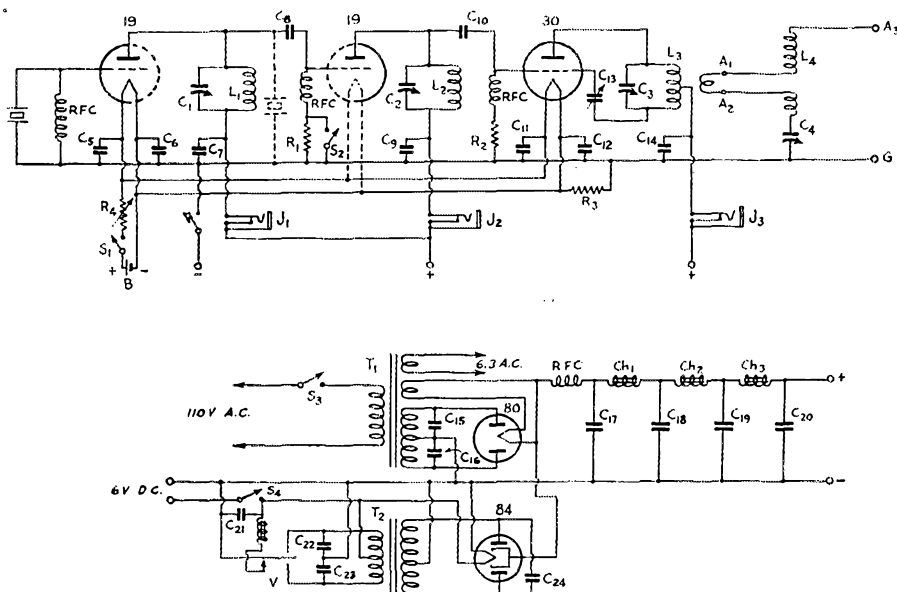 19
C8
19
C10
30
A3
RFC
C1
L1
RFC
C2
L2
RFC
C13
C3
L3
A1
A2
L4
C5
C6
C7
R1
S2
C9
R2
C11
C12
C14
C4
G
R4
S1
+ B -
-
J1
J2
+
R3
J3
+
T1
6.3 A.C.
S3
110V A.C.
C15
C16
80
RFC
Ch1
Ch2
Ch3
+
C17
C18
C19
C20
-
6V D.C.
S4
C21
V
C22
C23
T2
84
C24